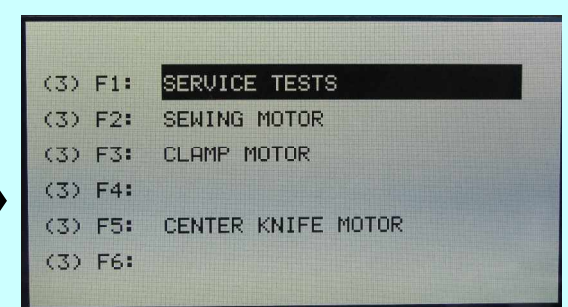 (3) F1: SERVICE TESTS
(3) F2: SEWING MOTOR
(3) F3: CLAMP MOTOR
(3) F4:
(3) F5: CENTER KNIFE MOTOR
(3) F6: